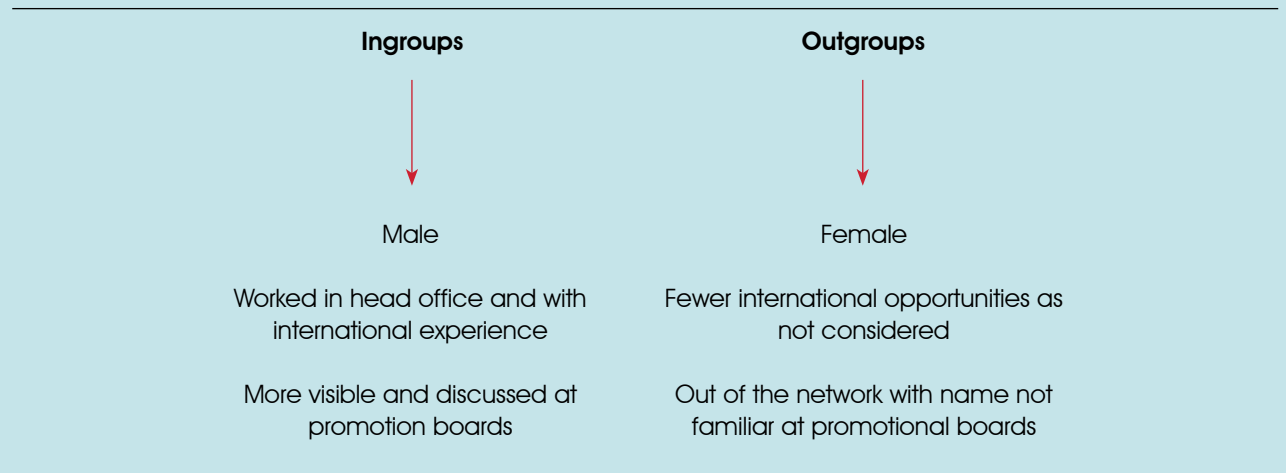 Ingroups
Outgroups
Male
Female
Worked in head office and with
international experience
Fewer international opportunities as
not considered
More visible and discussed at
promotion boards
Out of the network with name not
familiar at promotional boards